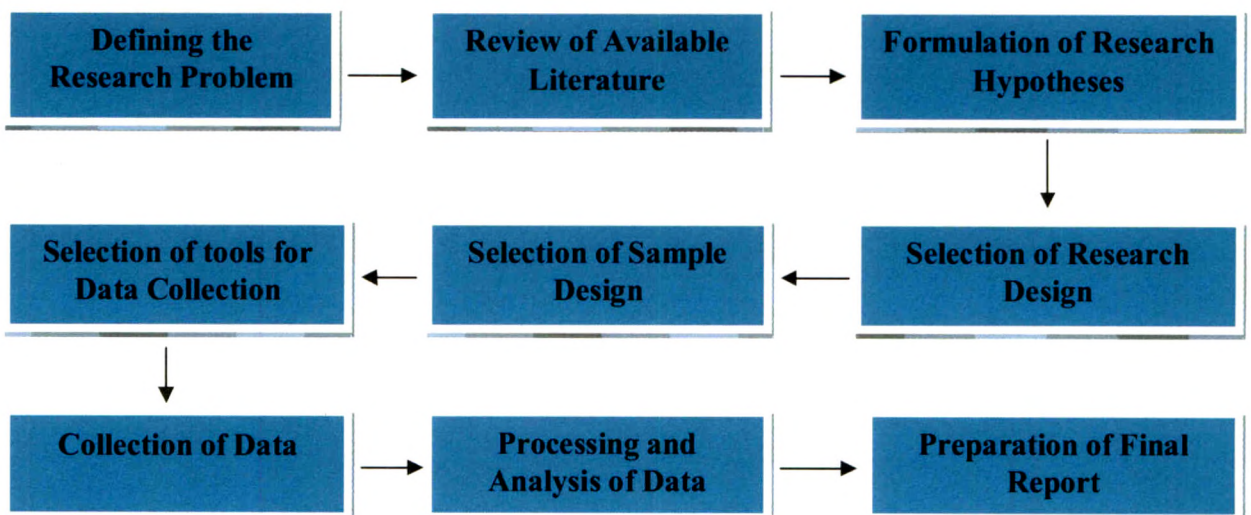 Defining the
Research Problem
Review of Available
Literature
Formulation of Research
Hypotheses
Selection of Research
Design
Selection of Sample
Design
Selection of tools for
Data Collection
Collection of Data
Processing and
Analysis of Data
Preparation of Final
Report